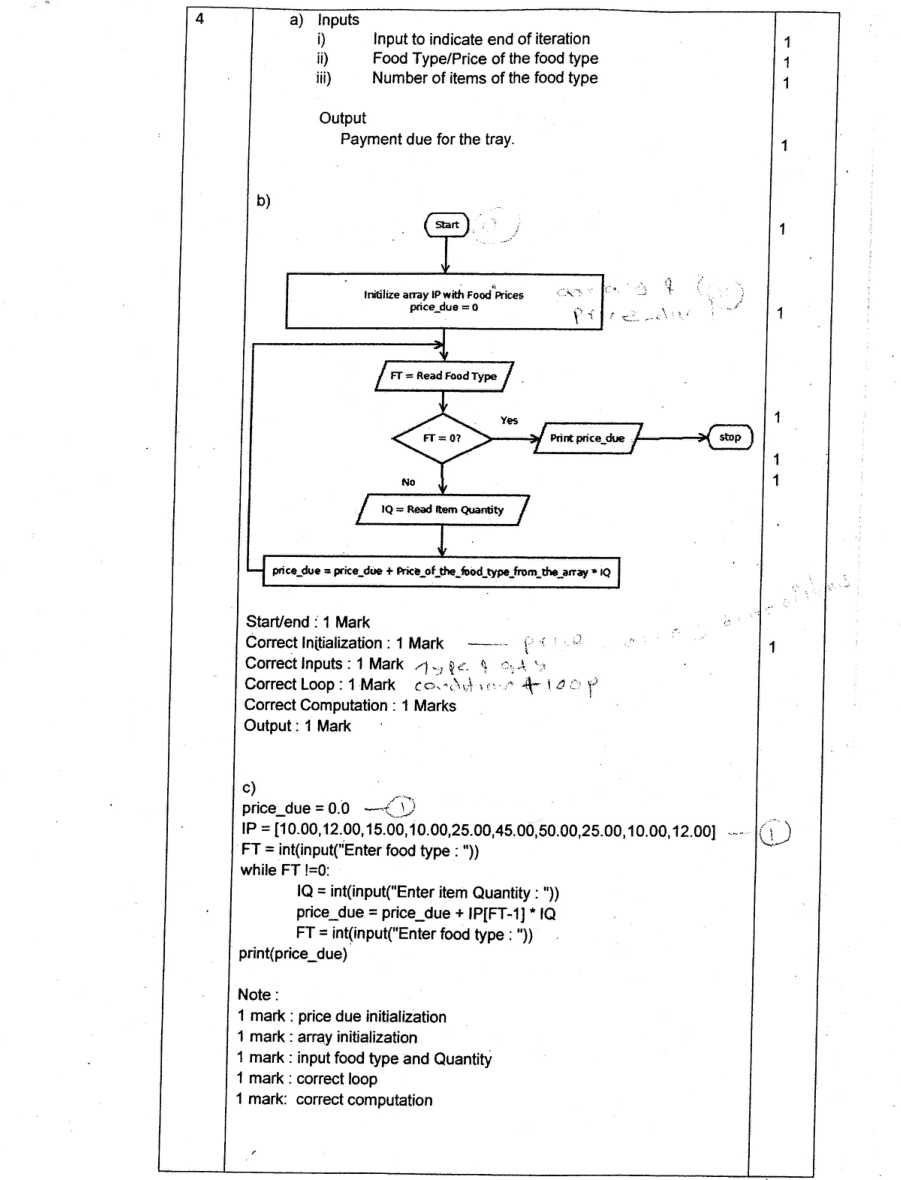 4
a) Inputs
i) Input to indicate end of iteration 1
ii) Food Type/Price of the food type 1
iii) Number of items of the food type 1
Output
Payment due for the tray. 1
b)
Start 1
Initilize array IP with Food Prices
price_due = 0 1
FT = Read Food Type
FT = 0?
Yes 1
Print price_due
stop
1
No 1
IQ = Read Item Quantity
price_due = price_due + Price_of_the_food_type_from_the_array * IQ
Start/end : 1 Mark
Correct Initialization : 1 Mark 1
Correct Inputs : 1 Mark type & qty
Correct Loop : 1 Mark condition + loop
Correct Computation : 1 Marks
Output : 1 Mark
c)
price_due = 0.0 — 1
IP = [10.00,12.00,15.00,10.00,25.00,45.00,50.00,25.00,10.00,12.00] — 1
FT = int(input("Enter food type : "))
while FT !=0:
IQ = int(input("Enter item Quantity : "))
price_due = price_due + IP[FT-1] * IQ
FT = int(input("Enter food type : "))
print(price_due)
Note :
1 mark : price due initialization
1 mark : array initialization
1 mark : input food type and Quantity
1 mark : correct loop
1 mark: correct computation